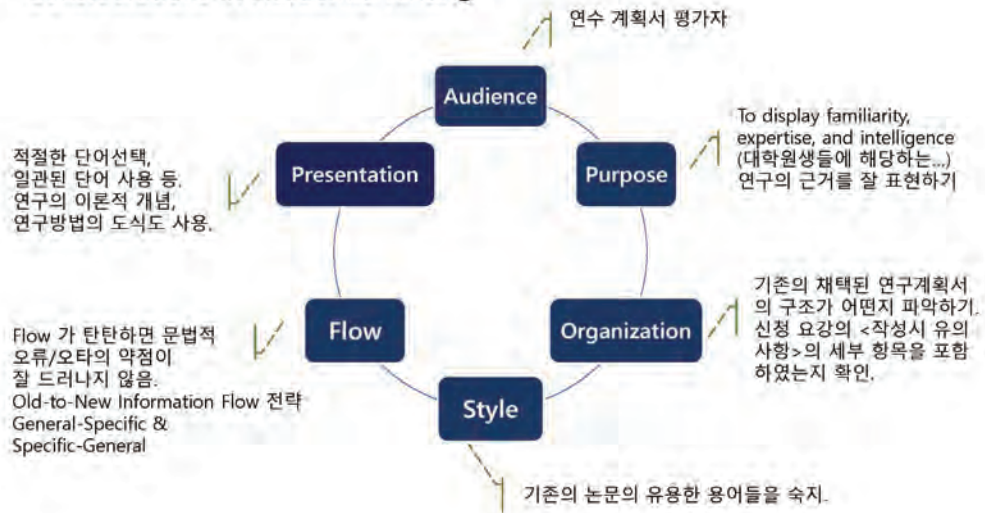 연수 계획서 평가자
Audience
To display familiarity,
expertise, and intelligence
(대학원생들에 해당하는...)
연구의 근거를 잘 표현하기
Purpose
기존의 채택된 연구계획서
의 구조가 어떤지 파악하기.
신청 요강의 <작성시 유의
사항>의 세부 항목을 포함
하였는지 확인.
Organization
Style
기존의 논문의 유용한 용어들을 숙지.
Flow
Flow 가 탄탄하면 문법적
오류/오타의 약점이
잘 드러나지 않음.
Old-to-New Information Flow 전략
General-Specific &
Specific-General
Presentation
적절한 단어선택,
일관된 단어 사용 등.
연구의 이론적 개념,
연구방법의 도식도 사용.